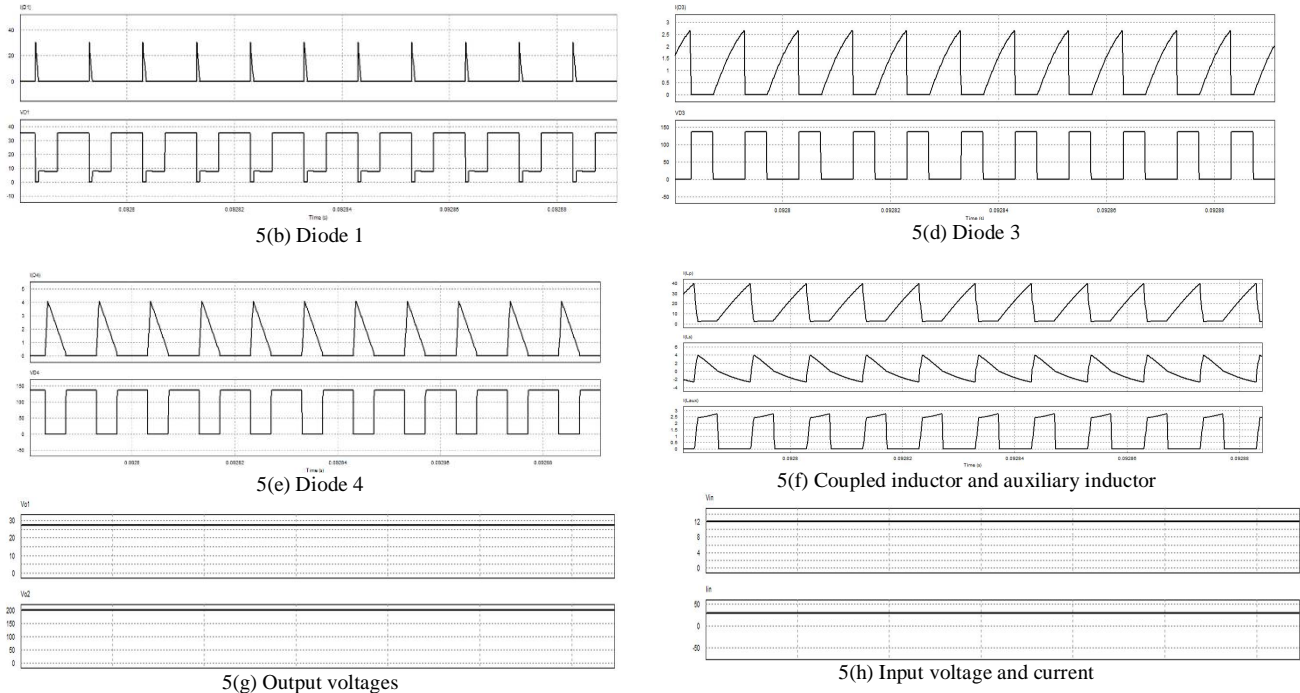 I(D1)
40
20
0
VD1
40
30
20
10
0
-10
0.0928 0.09282 0.09284 0.09286 0.09288
Time (s)
5(b) Diode 1
I(D3)
3
2.5
2
1.5
1
0.5
0
VD3
150
100
50
0
-50
0.0928 0.09282 0.09284 0.09286 0.09288
Time (s)
5(d) Diode 3
I(D4)
6
4
3
2
1
0
VD4
150
100
50
0
-50
0.0928 0.09282 0.09284 0.09286 0.09288
Time (s)
5(e) Diode 4
I(Lp)
40
30
20
10
0
I(Ls)
6
4
2
0
-2
-4
I(Laux)
3
2.5
2
1.5
1
0.5
0
0.0928 0.09282 0.09284 0.09286 0.09288
Time (s)
5(f) Coupled inductor and auxiliary inductor
Vo1
30
20
10
0
Vo2
200
150
100
50
0
5(g) Output voltages
Vin
12
8
4
0
Iin
50
0
-50
5(h) Input voltage and current